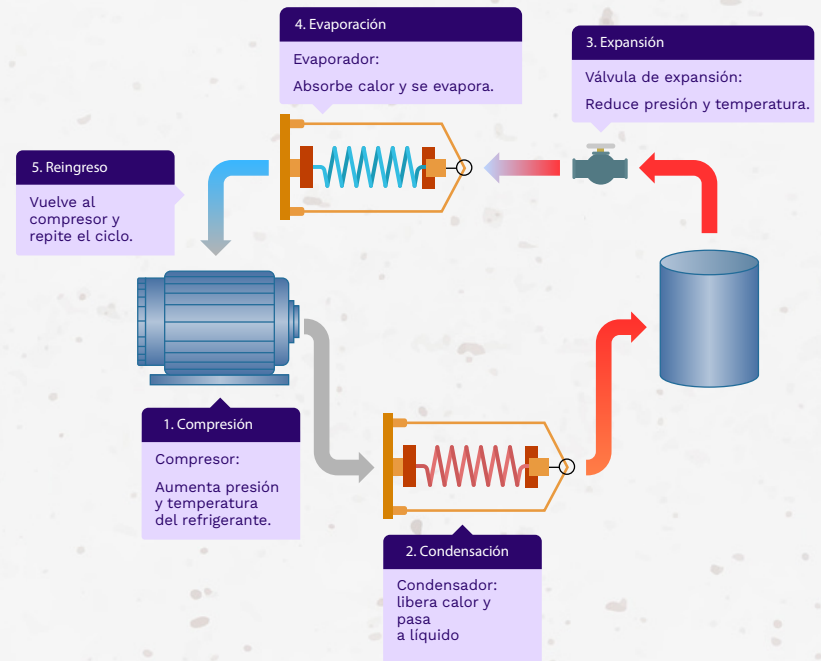 4. Evaporación
Evaporador:
Absorbe calor y se evapora.
3. Expansión
Válvula de expansión:
Reduce presión y temperatura.
5. Reingreso
Vuelve al
compresor y
repite el ciclo.
1. Compresión
Compresor:
Aumenta presión
y temperatura
del refrigerante.
2. Condensación
Condensador:
libera calor y
pasa
a líquido